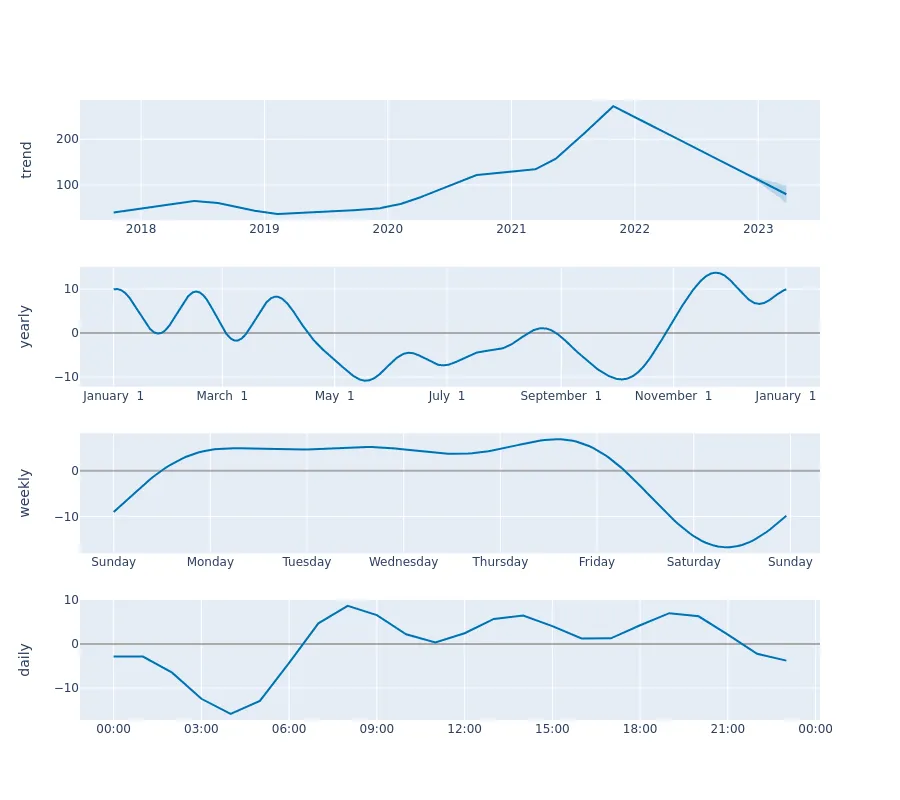 trend
200
100
2018 2019 2020 2021 2022 2023
yearly
10
0
−10
January 1 March 1 May 1 July 1 September 1 November 1 January 1
weekly
0
−10
Sunday Monday Tuesday Wednesday Thursday Friday Saturday Sunday
daily
10
0
−10
00:00 03:00 06:00 09:00 12:00 15:00 18:00 21:00 00:00